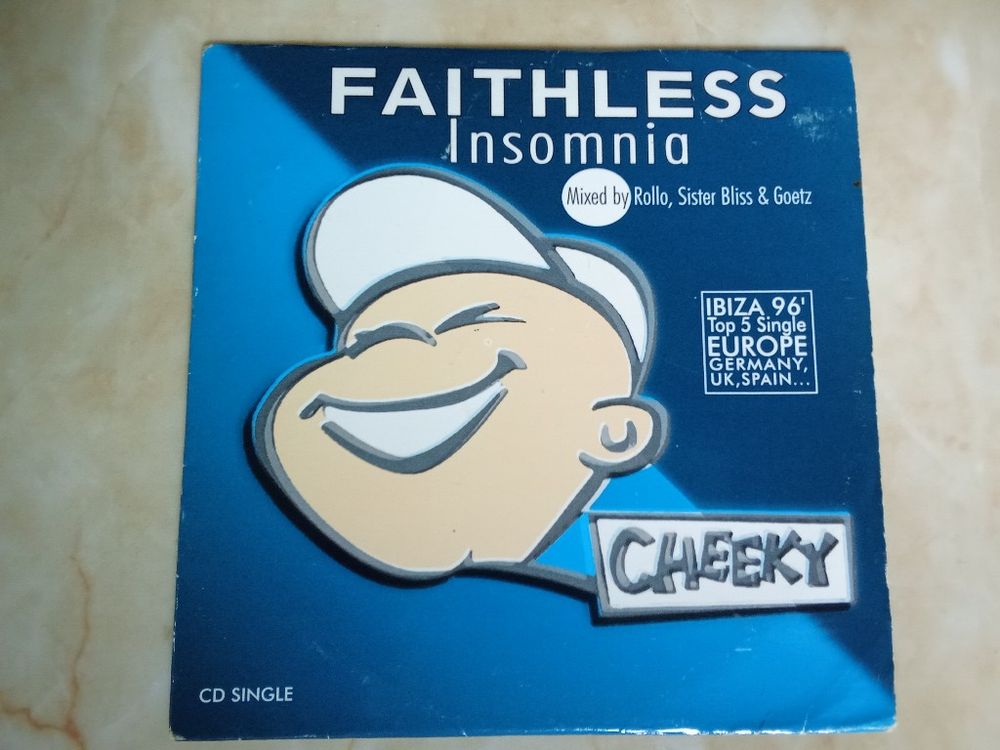 FAITHLESS
Insomnia
Mixed by Rollo, Sister Bliss & Goetz
IBIZA 96'
Top 5 Single
EUROPE
GERMANY,
UK,SPAIN...
CHEEKY
CD SINGLE